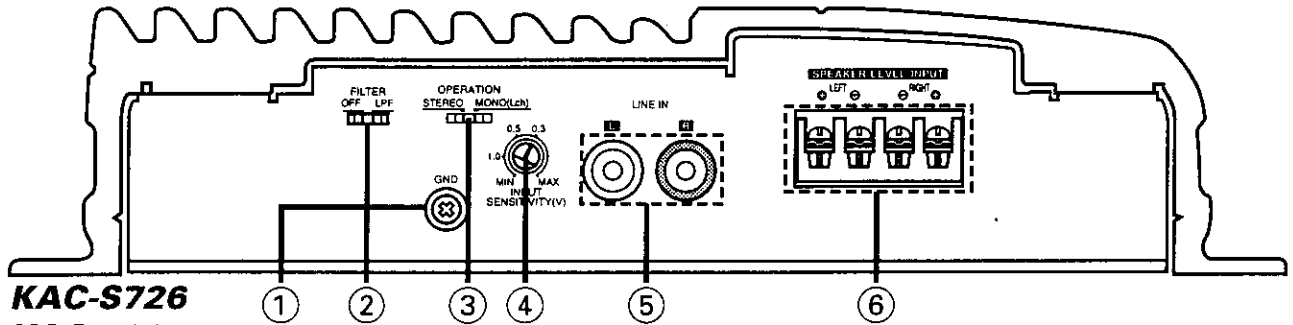 SPEAKER LEVEL INPUT
⊕ LEFT ⊖ ⊖ RIGHT ⊕
FILTER
OFF LPF
OPERATION
STEREO MONO(Lch)
LINE IN
L R
0.5 0.3
1.0
MIN MAX
INPUT
SENSITIVITY(V)
GND
KAC-S726
① ② ③ ④ ⑤ ⑥